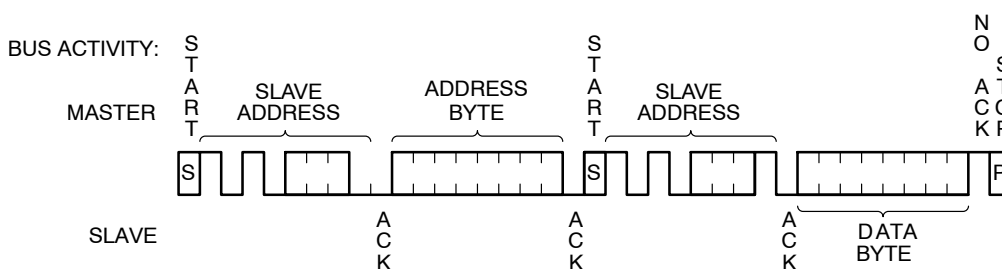 BUS ACTIVITY:
MASTER
START
SLAVE ADDRESS
ADDRESS BYTE
START
SLAVE ADDRESS
NO ACK
STOP
S
S
P
SLAVE
ACK
ACK
ACK
DATA BYTE